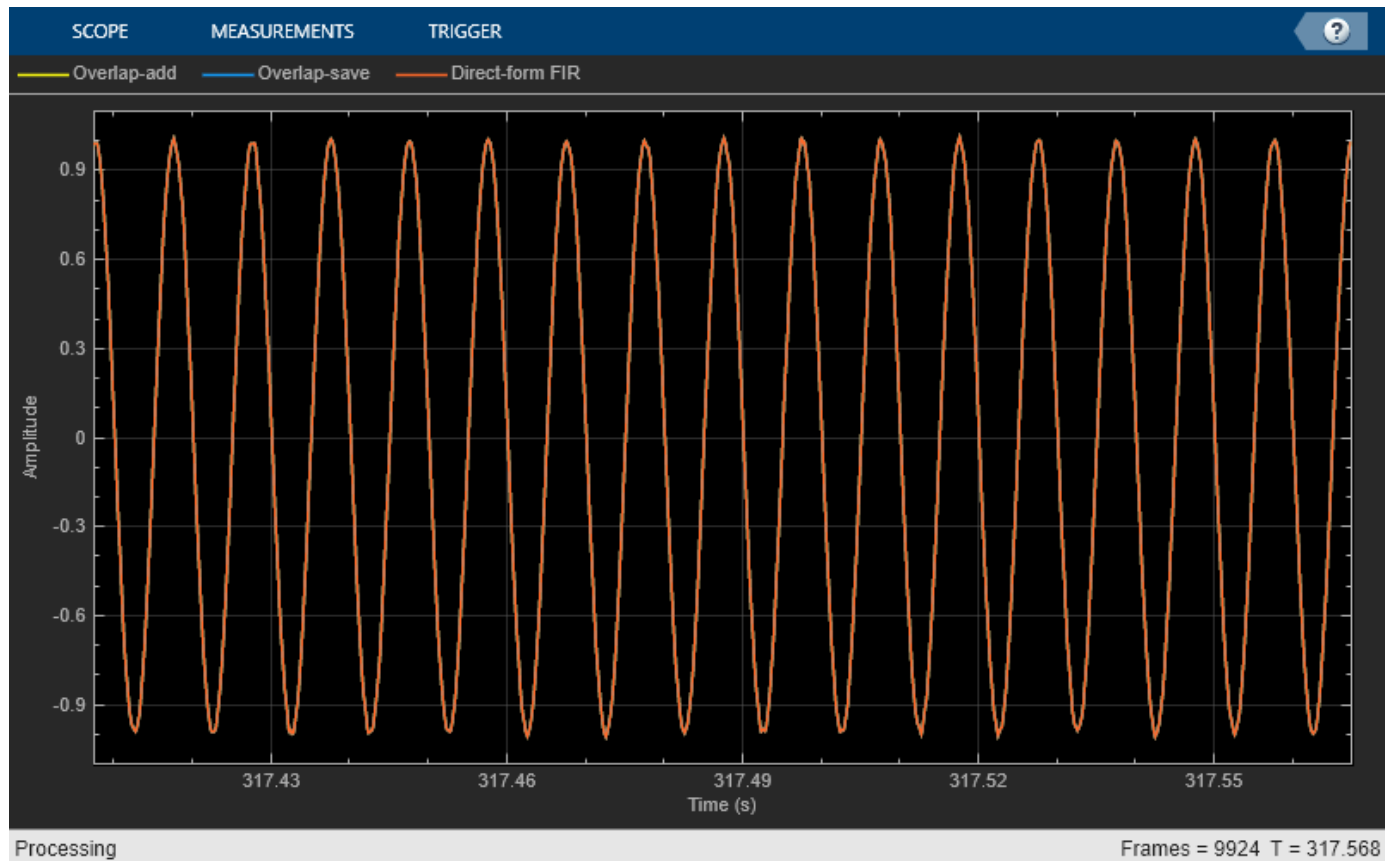 SCOPE MEASUREMENTS TRIGGER ?
Overlap-add Overlap-save Direct-form FIR
0.9
0.6
0.3
0
-0.3
-0.6
-0.9
Amplitude
317.43 317.46 317.49 317.52 317.55
Time (s)
Processing Frames = 9924 T = 317.568